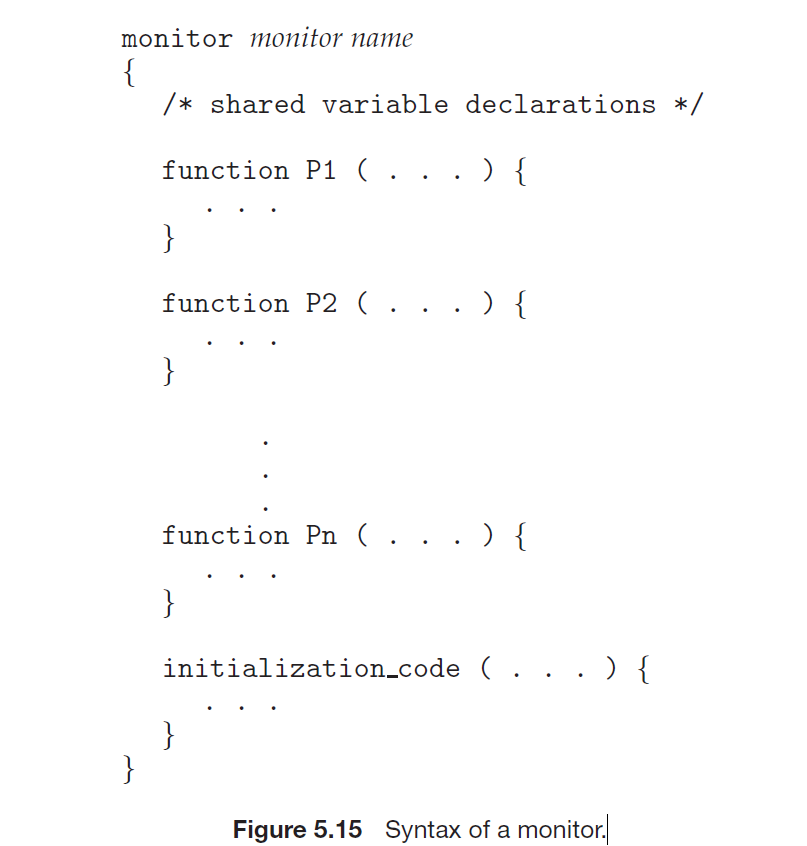 monitor monitor name
{
/* shared variable declarations */
function P1 ( . . . ) {
. . .
}
function P2 ( . . . ) {
. . .
}
.
.
.
function Pn ( . . . ) {
. . .
}
initialization_code ( . . . ) {
. . .
}
}
Figure 5.15 Syntax of a monitor.